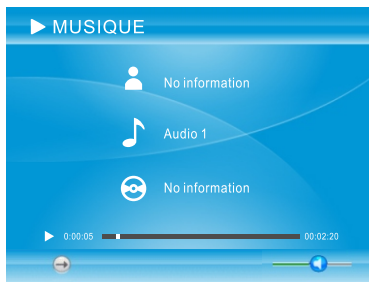 MUSIQUE
No information
Audio 1
No information
0:00:05 00:02:20